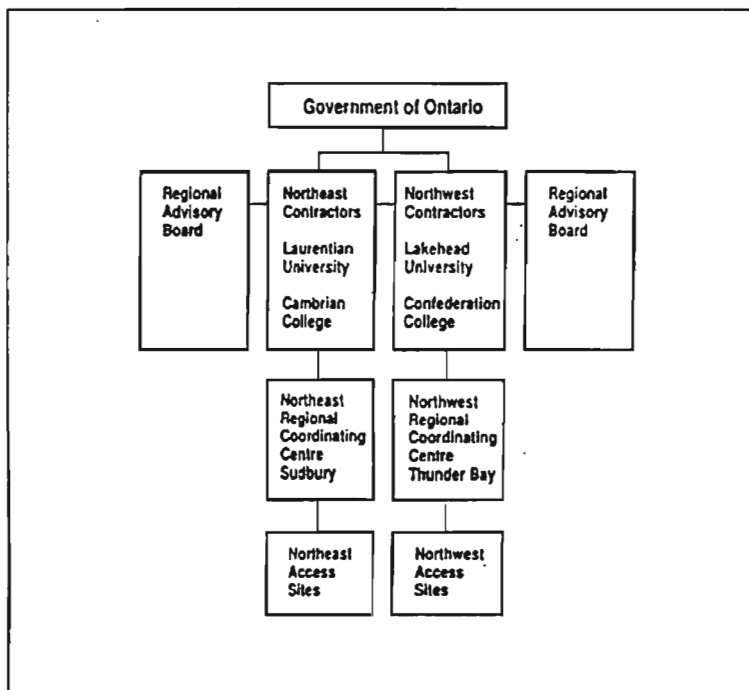 Government of Ontario
Regional
Advisory
Board
Northeast
Contractors
Laurentian
University
Cambrian
College
Northwest
Contractors
Lakehead
University
Confederation
College
Regional
Advisory
Board
Northeast
Regional
Coordinating
Centre
Sudbury
Northwest
Regional
Coordinating
Centre
Thunder Bay
Northeast
Access
Sites
Northwest
Access
Sites